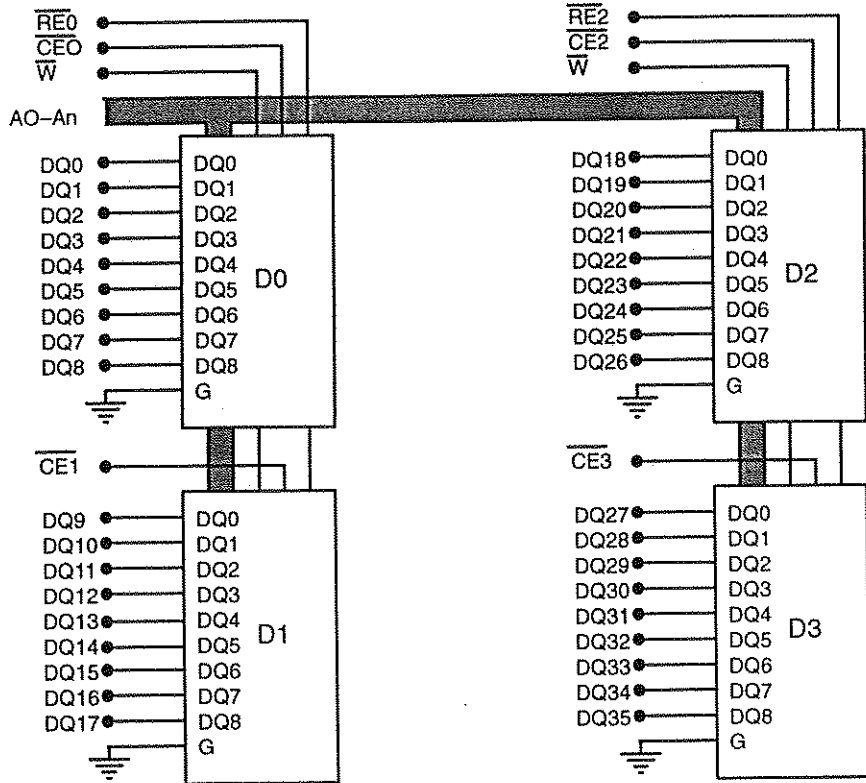 RE0
CEO
W
AO–An
DQ0 DQ0
DQ1 DQ1
DQ2 DQ2
DQ3 DQ3
DQ4 DQ4
DQ5 DQ5
DQ6 DQ6
DQ7 DQ7
DQ8 DQ8
G
D0
CE1
DQ9 DQ0
DQ10 DQ1
DQ11 DQ2
DQ12 DQ3
DQ13 DQ4
DQ14 DQ5
DQ15 DQ6
DQ16 DQ7
DQ17 DQ8
G
D1
RE2
CE2
W
DQ18 DQ0
DQ19 DQ1
DQ20 DQ2
DQ21 DQ3
DQ22 DQ4
DQ23 DQ5
DQ24 DQ6
DQ25 DQ7
DQ26 DQ8
G
D2
CE3
DQ27 DQ0
DQ28 DQ1
DQ29 DQ2
DQ30 DQ3
DQ31 DQ4
DQ32 DQ5
DQ33 DQ6
DQ34 DQ7
DQ35 DQ8
G
D3